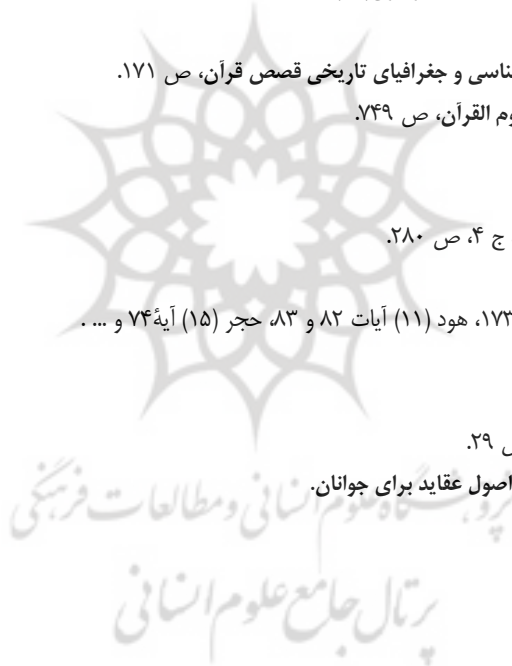 ناسی و جغرافیای تاریخی قصص قرآن، ص ۱۷۱.
وم القرآن، ص ۷۴۹.
ج ۴، ص ۲۸۰.
۱۷۳، هود (۱۱) آیات ۸۲ و ۸۳، حجر (۱۵) آیهٔ ۷۴ و ... .
ص ۲۹.
اصول عقاید برای جوانان.
پژوهشگاه علوم انسانی و مطالعات فرهنگی
پرتال جامع علوم انسانی